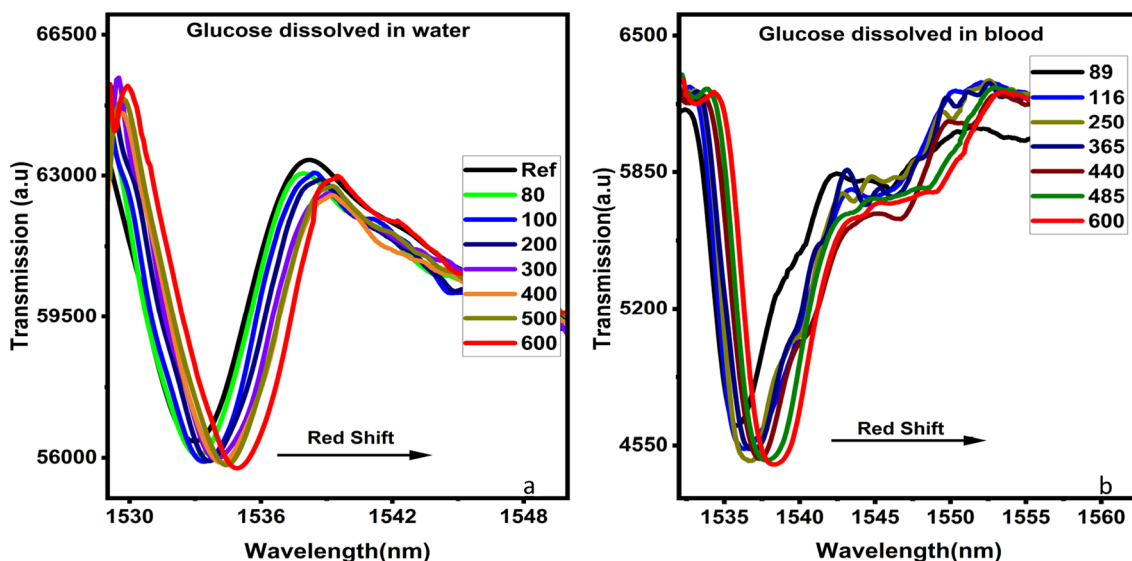 Glucose dissolved in water
66500
63000
59500
56000
Transmission (a.u)
Ref
80
100
200
300
400
500
600
Red Shift
a
1530
1536
1542
1548
Wavelength(nm)
Glucose dissolved in blood
6500
5850
5200
4550
Transmission(a.u)
89
116
250
365
440
485
600
Red Shift
b
1535
1540
1545
1550
1555
1560
Wavelength(nm)